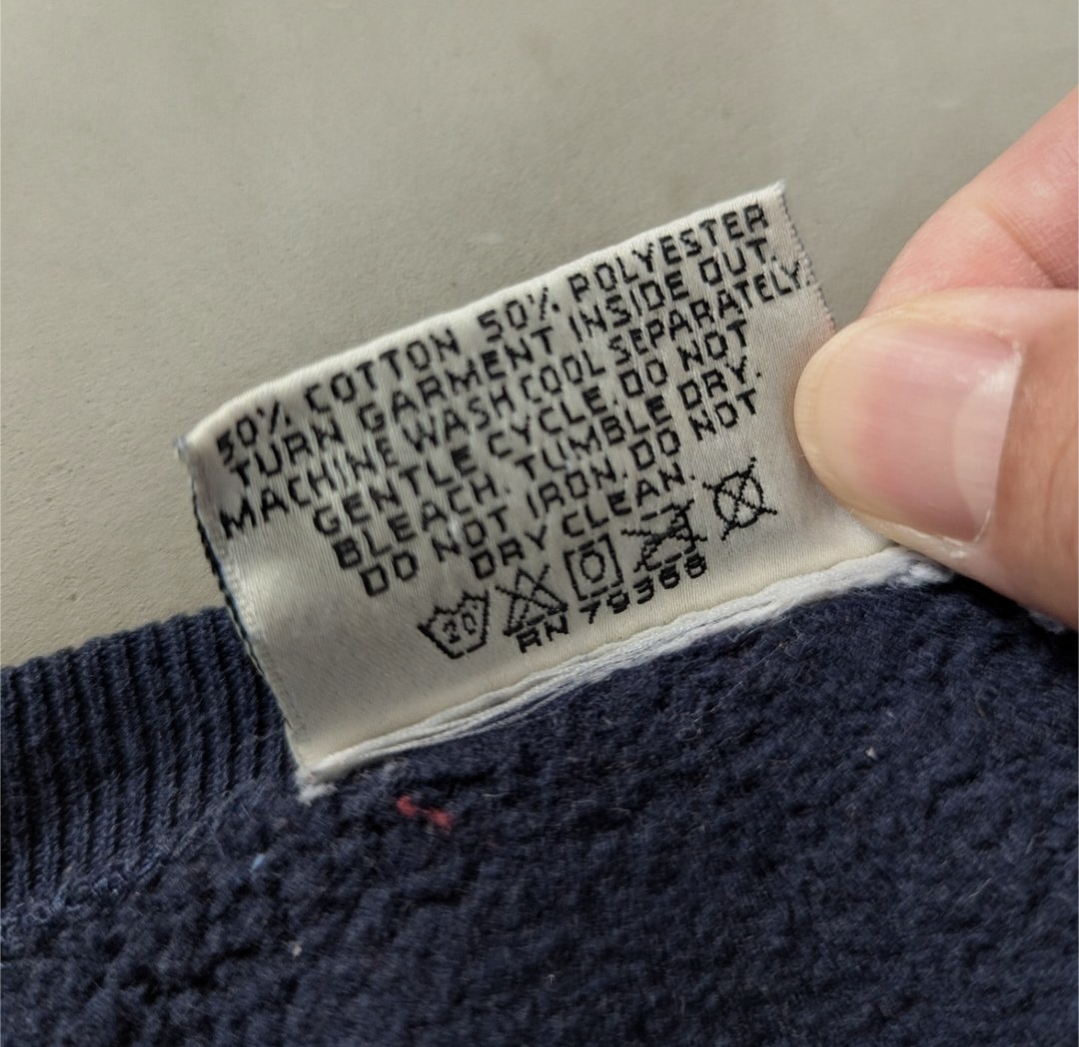 50% COTTON 50% POLYESTER
TURN GARMENT INSIDE OUT.
MACHINE WASH COOL SEPARATELY.
GENTLE CYCLE. DO NOT
BLEACH. TUMBLE DRY.
DO NOT IRON. DO NOT
DRY CLEAN.
20
RN 79368